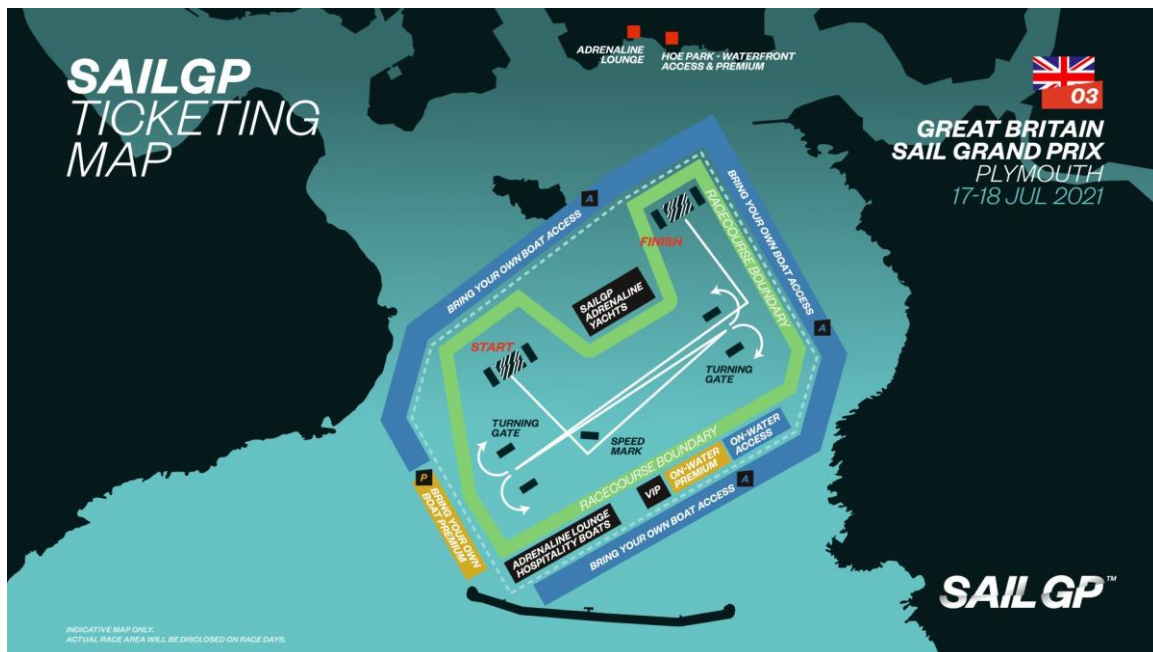 SAILGP
TICKETING
MAP
ADRENALINE
LOUNGE
HOE PARK - WATERFRONT
ACCESS & PREMIUM
03
GREAT BRITAIN
SAIL GRAND PRIX
PLYMOUTH
17-18 JUL 2021
A
BRING YOUR OWN BOAT ACCESS
BRING YOUR OWN BOAT ACCESS
RACECOURSE BOUNDARY
FINISH
SAILGP
ADRENALINE
YACHTS
A
START
TURNING
GATE
TURNING
GATE
SPEED
MARK
RACECOURSE BOUNDARY
ON-WATER
ACCESS
ON-WATER
PREMIUM
VIP
A
P
BRING YOUR OWN
BOAT PREMIUM
ADRENALINE LOUNGE
HOSPITALITY BOATS
BRING YOUR OWN BOAT ACCESS
SAILGP™
INDICATIVE MAP ONLY.
ACTUAL RACE AREA WILL BE DISCLOSED ON RACE DAYS.